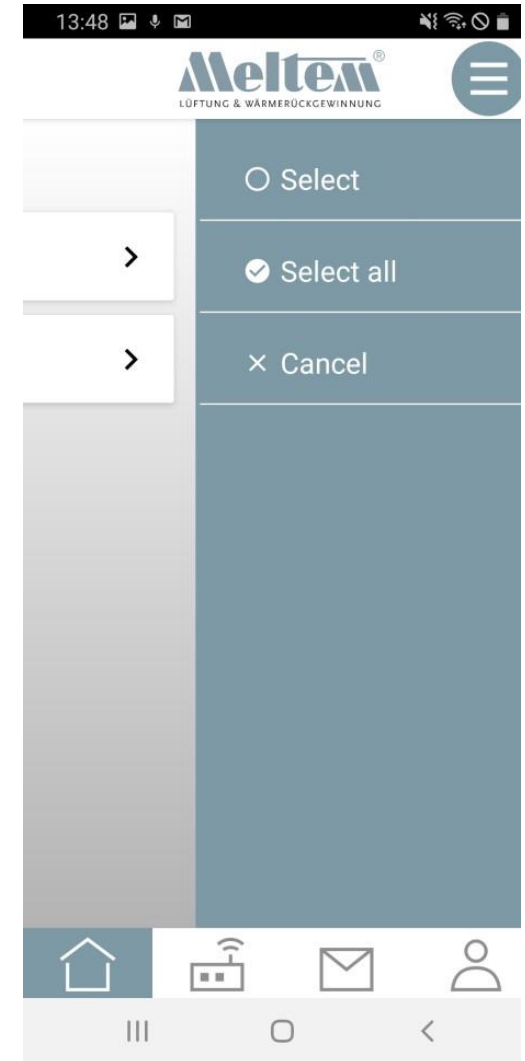 13:48
Meltem®
LÜFTUNG & WÄRMERÜCKGEWINNUNG
Select
Select all
Cancel